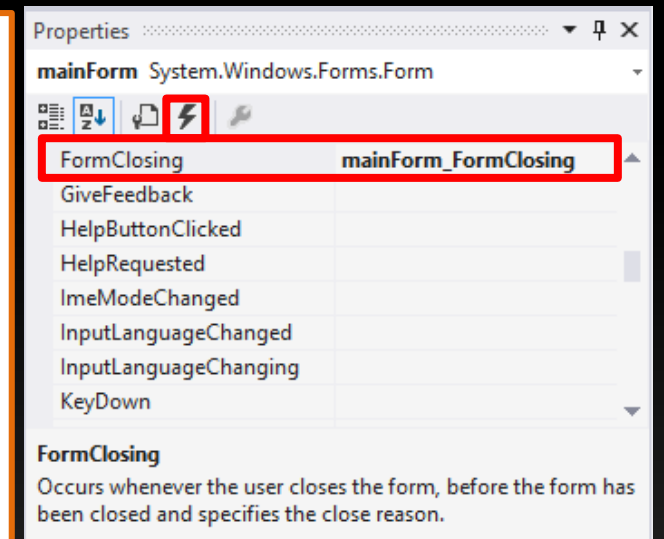 Properties
mainForm System.Windows.Forms.Form
FormClosing mainForm_FormClosing
GiveFeedback
HelpButtonClicked
HelpRequested
ImeModeChanged
InputLanguageChanged
InputLanguageChanging
KeyDown
FormClosing
Occurs whenever the user closes the form, before the form has
been closed and specifies the close reason.